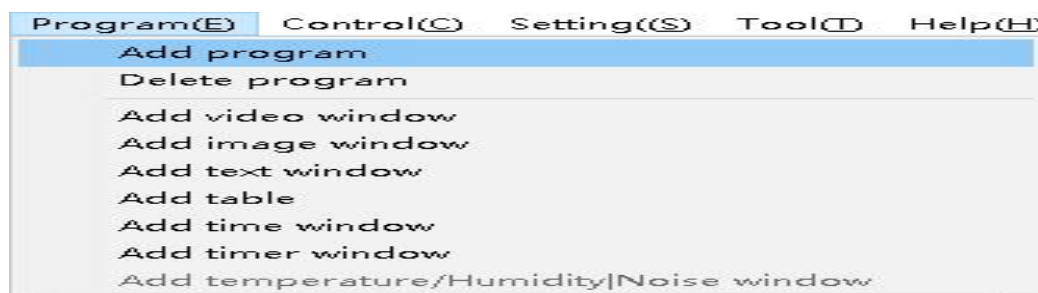 Program(E) Control(C) Setting((S) Tool(T) Help(H)
Add program
Delete program
Add video window
Add image window
Add text window
Add table
Add time window
Add timer window
Add temperature/Humidity|Noise window